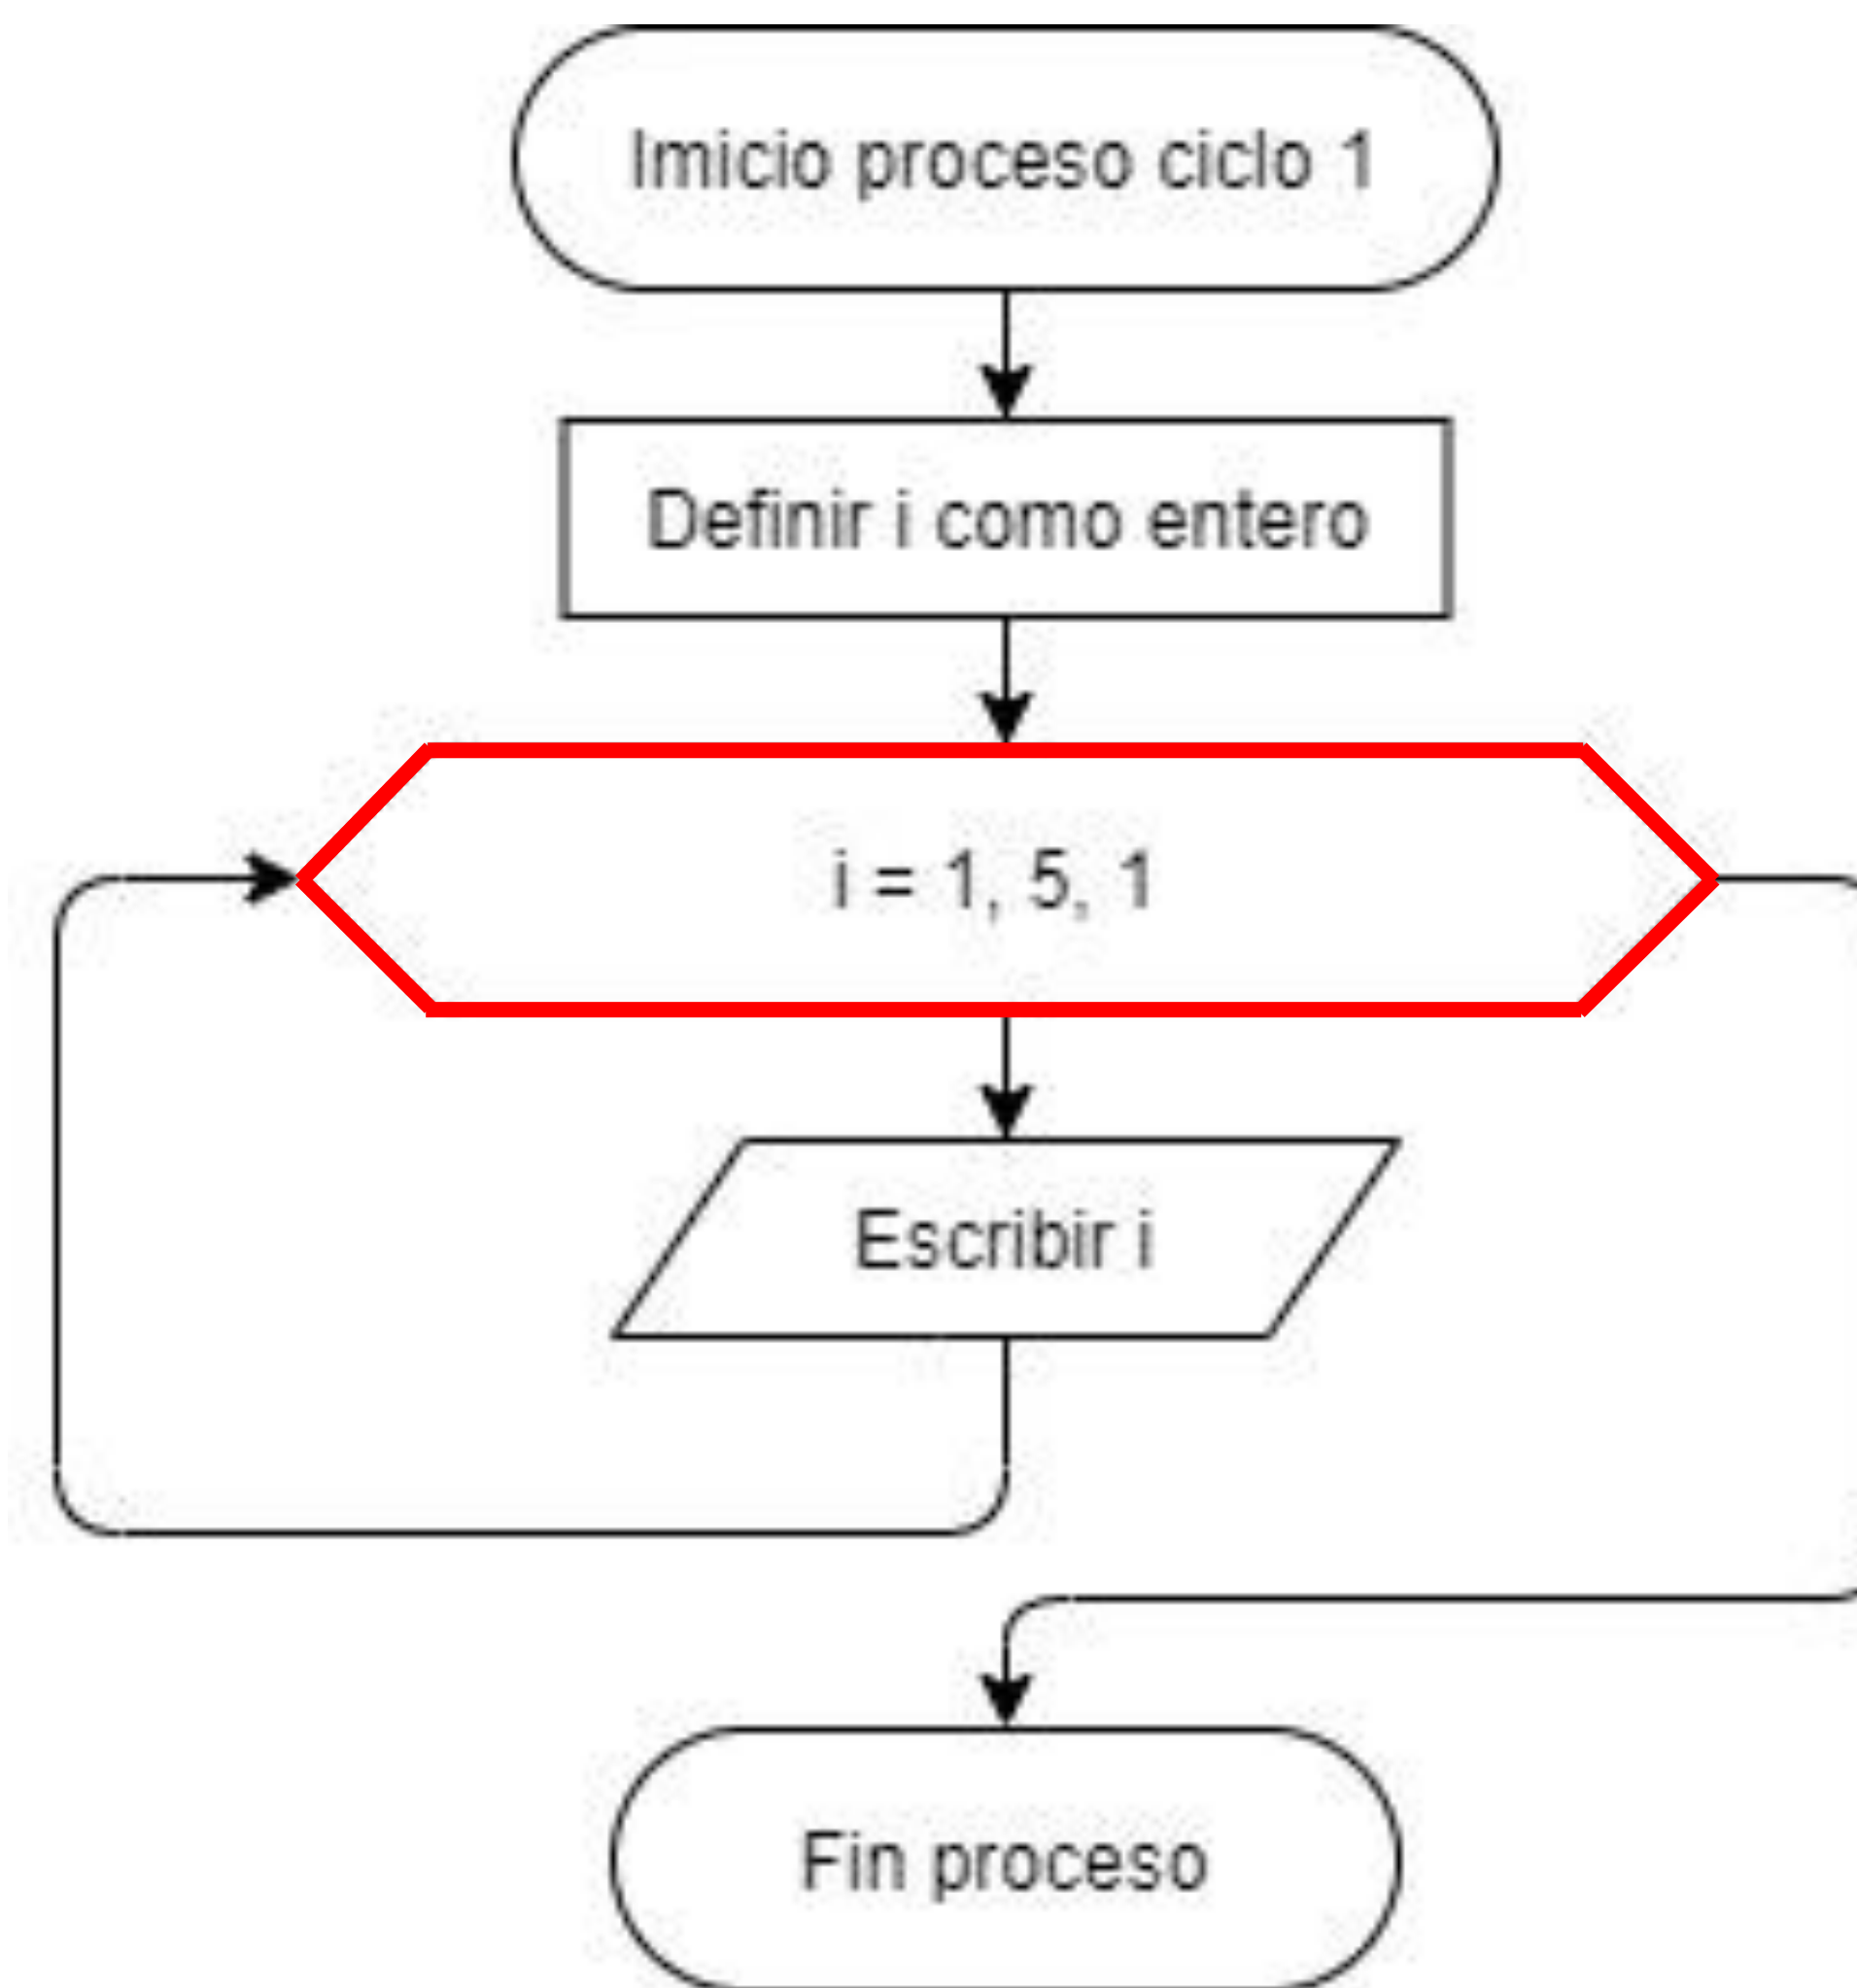 Imicio proceso ciclo 1
Definir i como entero
i = 1, 5, 1
Escribir i
Fin proceso